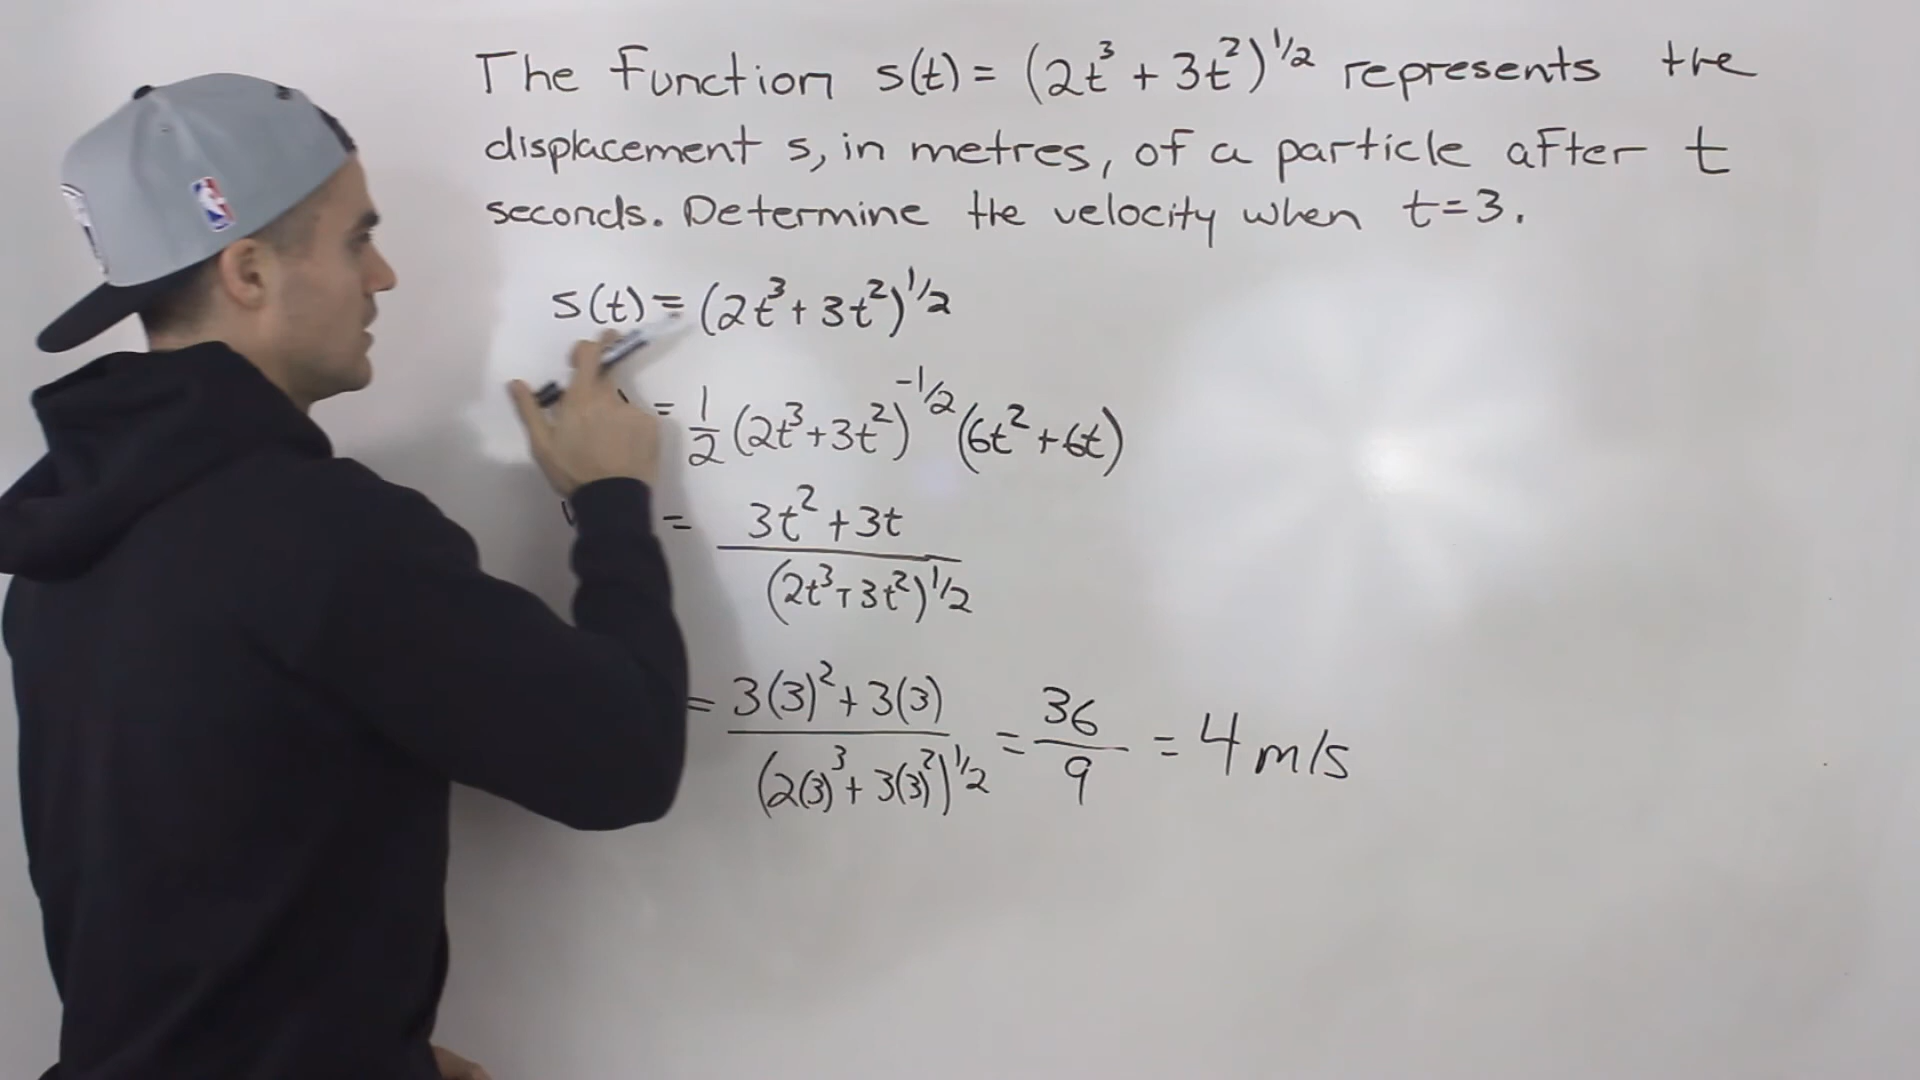 The Function s(t) = (2t³ + 3t²)^1/2 represents the
displacement s, in metres, of a particle after t
seconds. Determine the velocity when t=3.
s(t) = (2t³ + 3t²)^1/2
= 1/2 (2t³+3t²)^-1/2 (6t² + 6t)
= 3t² + 3t / (2t³+3t²)^1/2
= 3(3)² + 3(3) / (2(3)³ + 3(3)²)^1/2 = 36/9 = 4 m/s